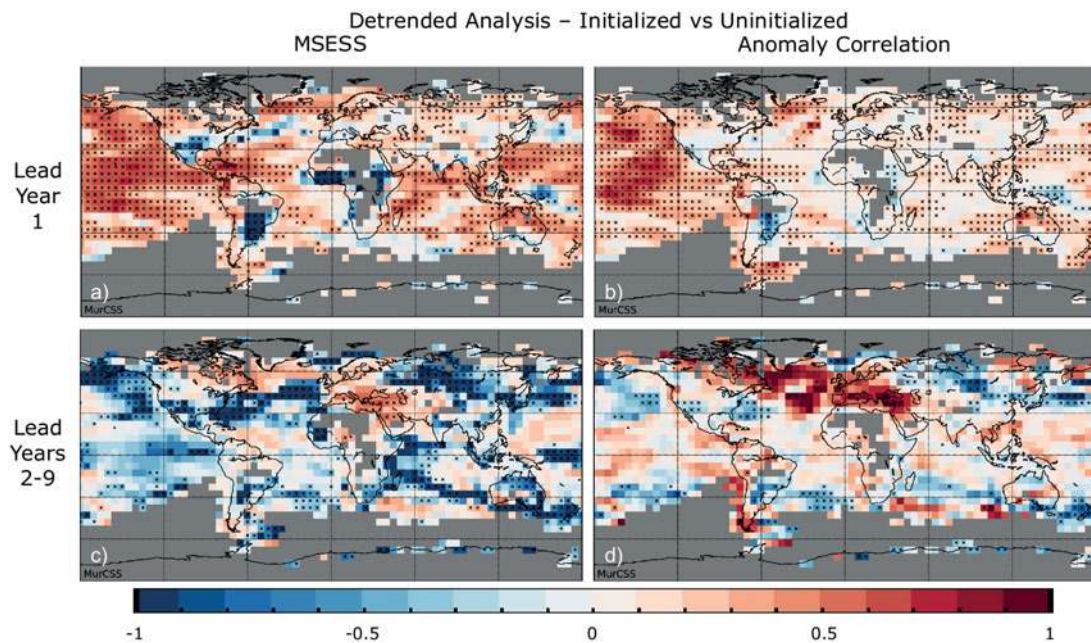 Detrended Analysis – Initialized vs Uninitialized
MSESS
Anomaly Correlation
Lead
Year
1
a)
MurCSS
b)
MurCSS
Lead
Years
2-9
c)
MurCSS
d)
MurCSS
-1
-0.5
0
0.5
1